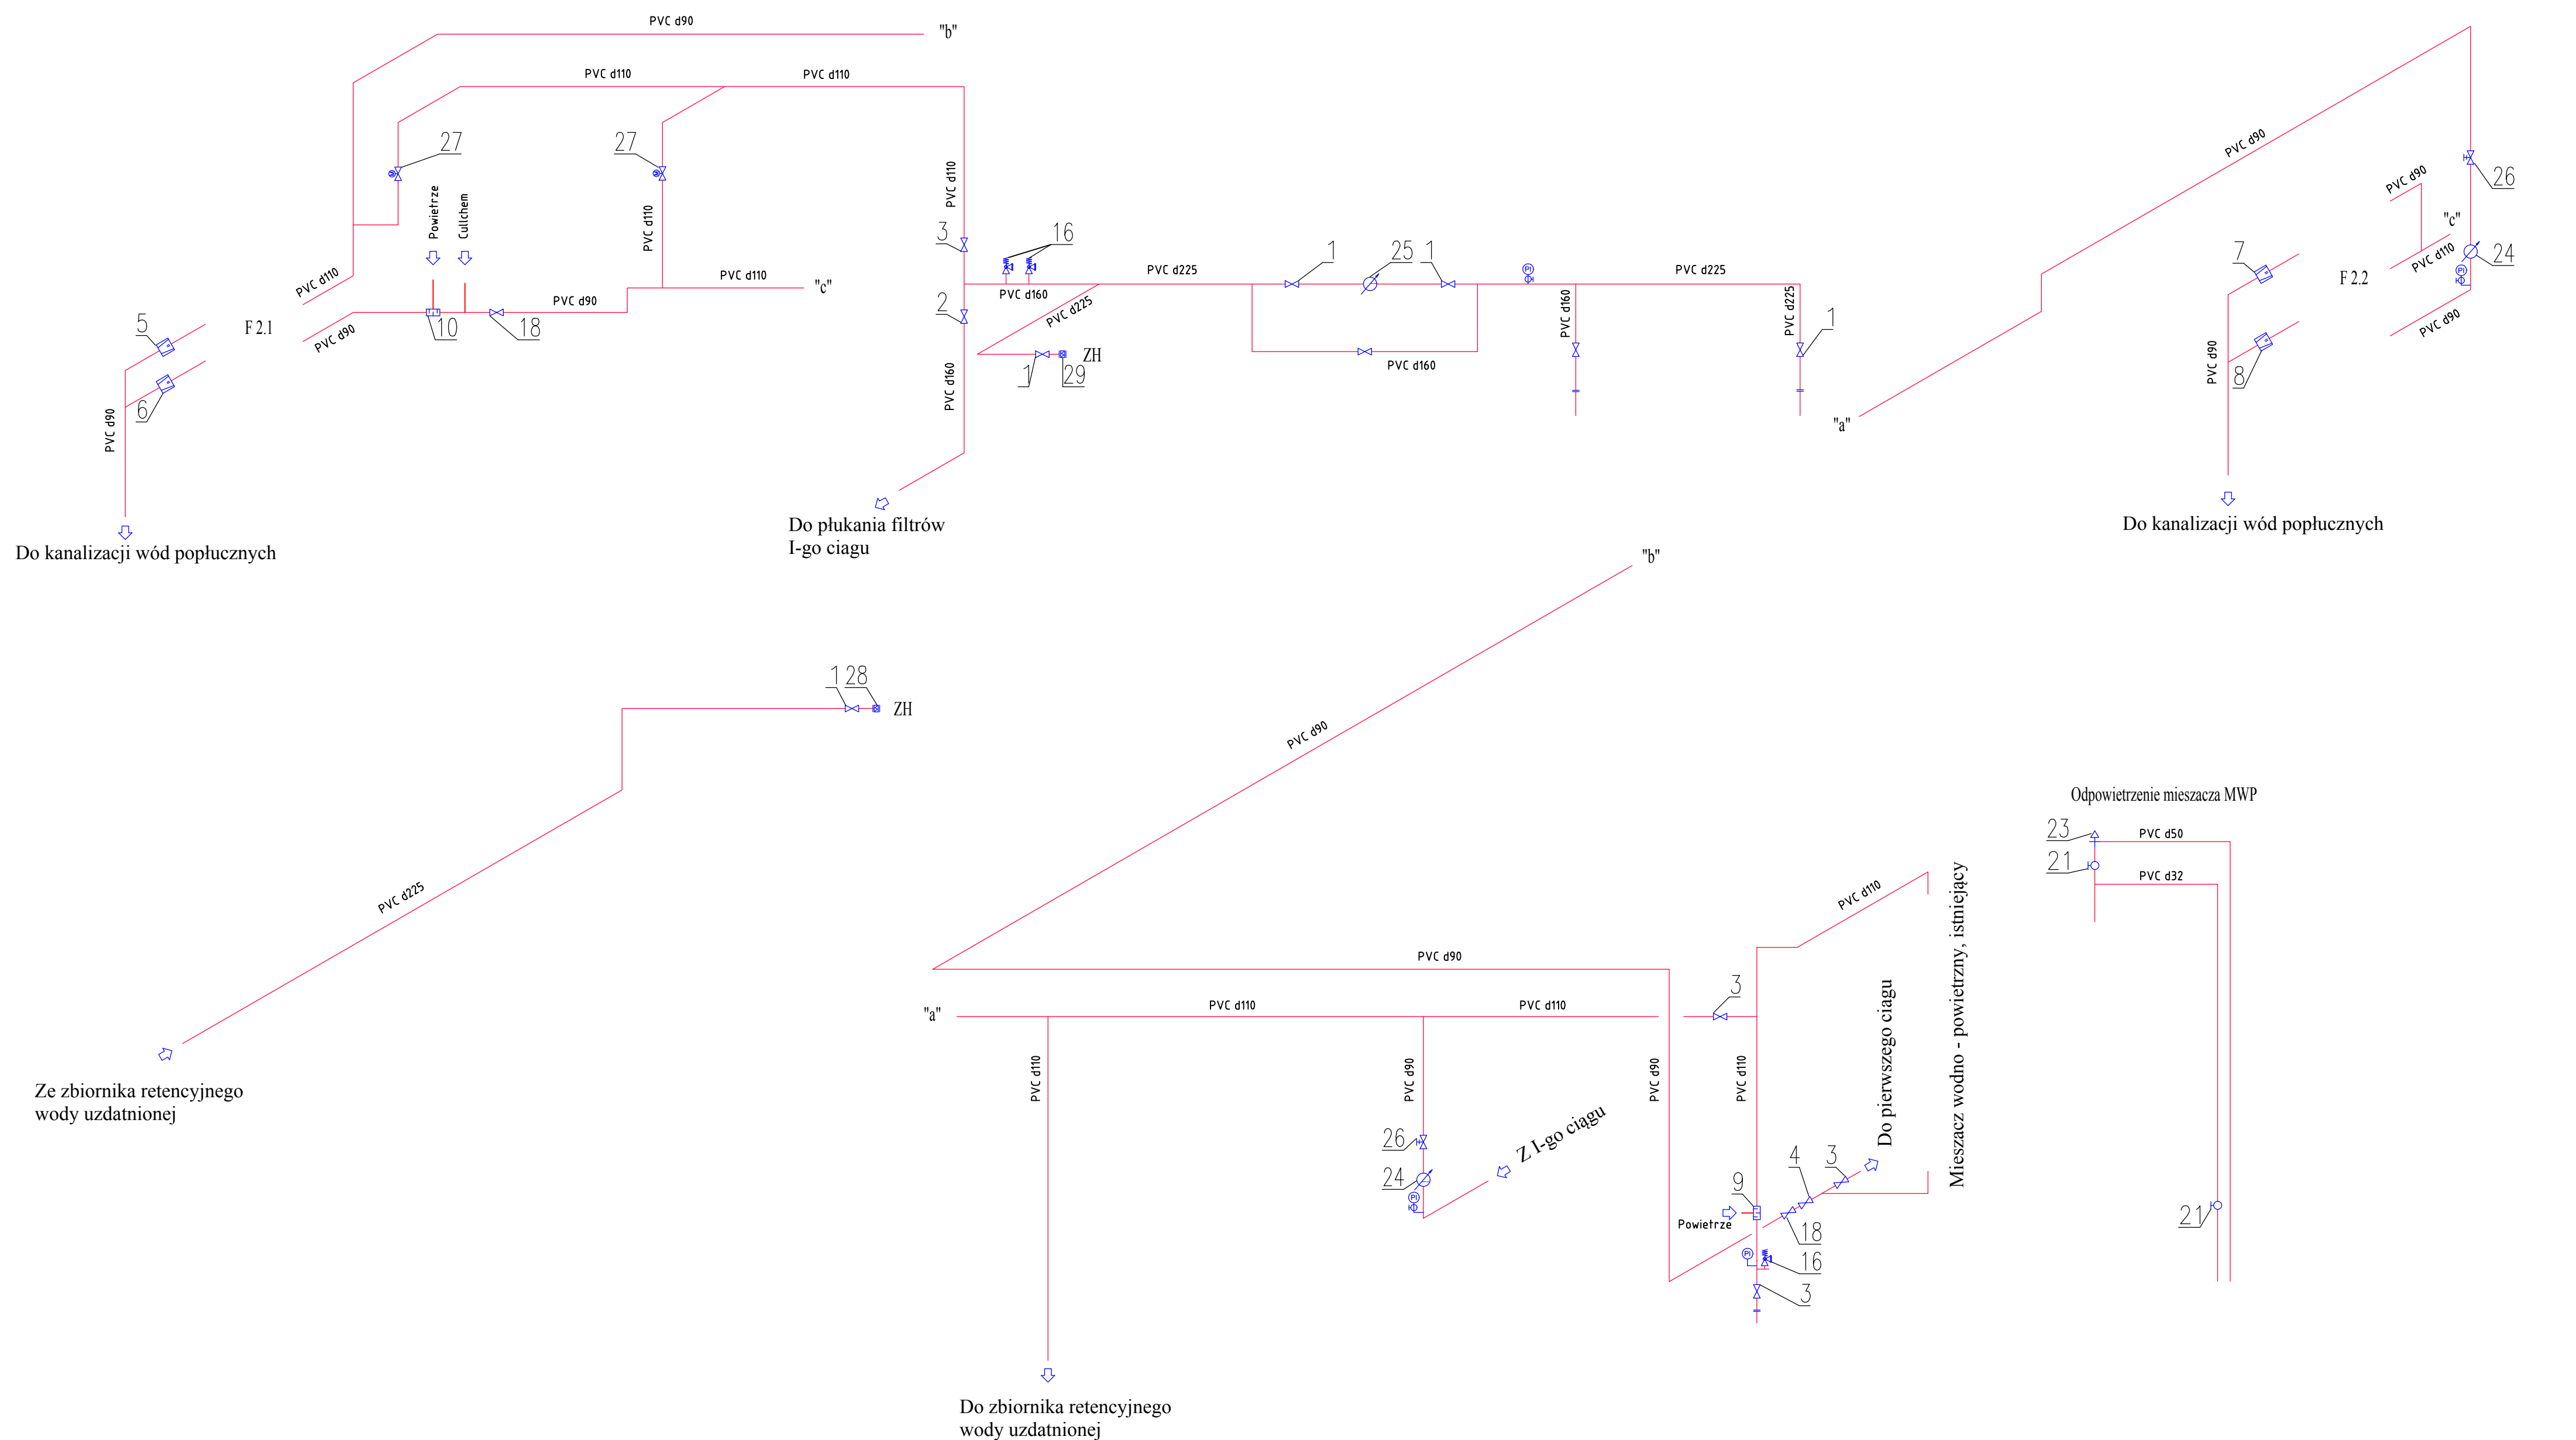 PVC d90
"b"
PVC d110
PVC d110
27
27
Powietrze
Cullchem
PVC d110
PVC d110
3
16
PVC d110
PVC d110
"c"
PVC d90
5
F 2.1
PVC d90
10
18
6
PVC d90
PVC d160
PVC d225
2
PVC d225
PVC d160
1
29
ZH
1
25
1
PI
PVC d225
PVC d160
PVC d160
PVC d225
1
"a"
PVC d90
26
PVC d90
"c"
PVC d110
24
PI
7
F 2.2
PVC d90
8
PVC d90
Do kanalizacji wód popłucznych
Do płukania filtrów
I-go ciagu
Do kanalizacji wód popłucznych
"b"
1
28
ZH
PVC d90
PVC d225
Ze zbiornika retencyjnego
wody uzdatnionej
Odpowietrzenie mieszacza MWP
23
PVC d50
21
PVC d32
21
PVC d110
Mieszacz wodno - powietrzny, istniejący
PVC d90
3
"a"
PVC d110
PVC d110
Do pierwszego ciagu
PVC d110
PVC d90
PVC d90
PVC d110
26
Z I-go ciągu
24
PI
4
3
9
Powietrze
18
PI
16
3
Do zbiornika retencyjnego
wody uzdatnionej